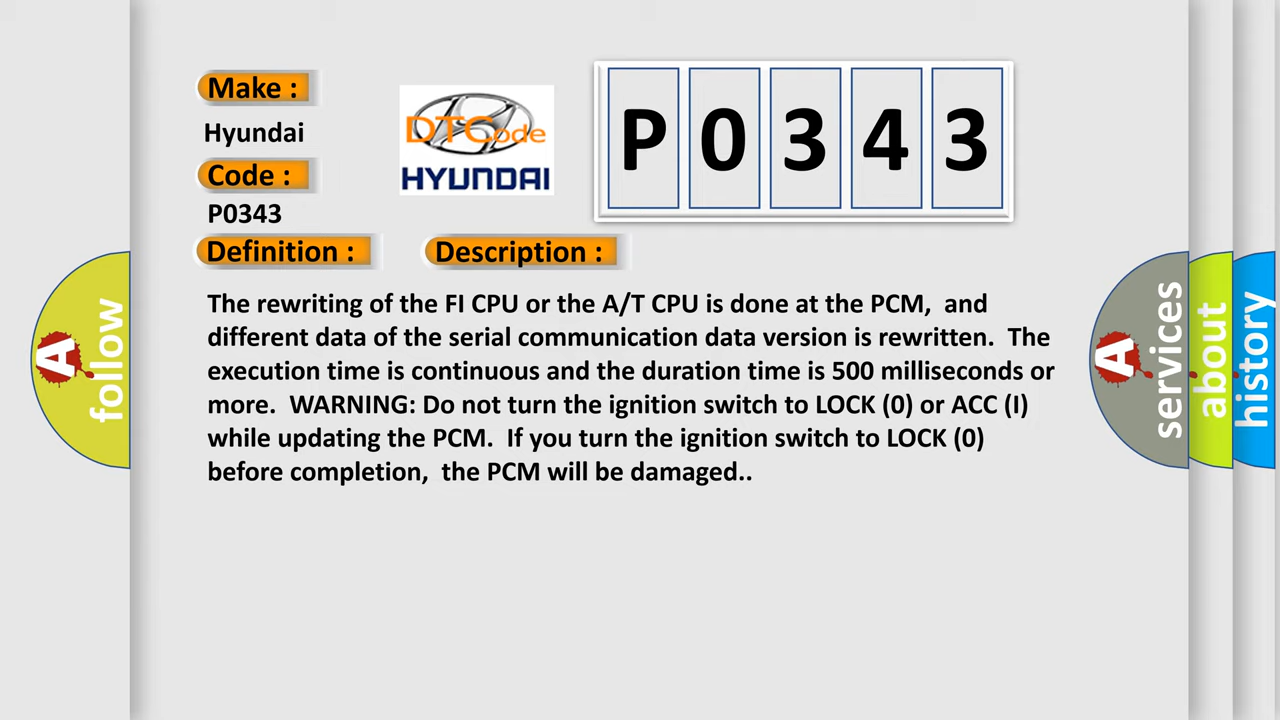 Make :
Hyundai
Code :
P0343
Definition :
Description :
DTCode
HYUNDAI
P0343
The rewriting of the FI CPU or the A/T CPU is done at the PCM, and
different data of the serial communication data version is rewritten The
execution time is continuous and the duration time is 500 milliseconds or
more WARNING: Do not turn the ignition switch to LOCK (0) or ACC (I)
while updating the PCM If you turn the ignition switch to LOCK (0)
before completion, the PCM will be damaged..
A follow
A services
about
history